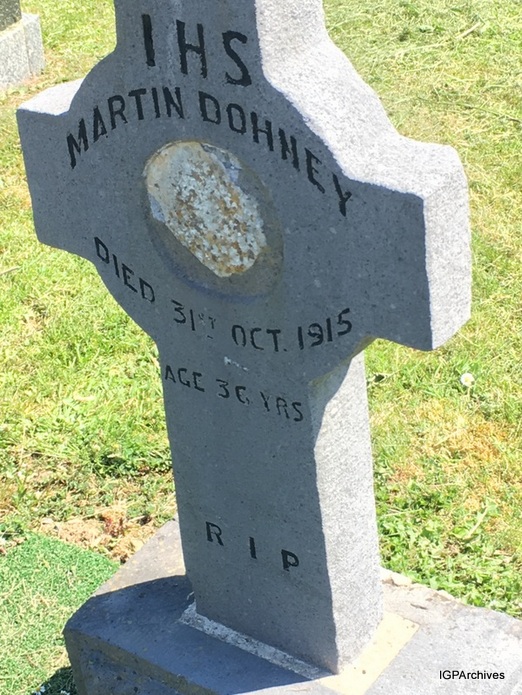 IHS
MARTIN DOHNEY
DIED 31ST OCT. 1915
AGE 36 YRS
R I P
IGPArchives